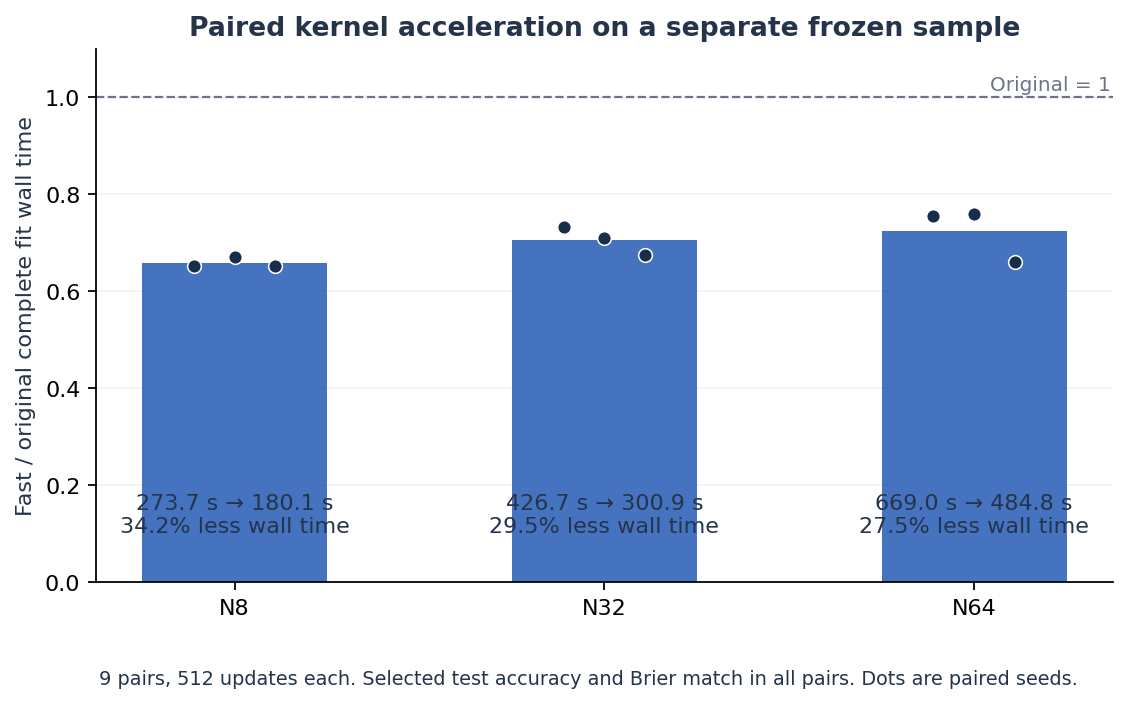 Paired kernel acceleration on a separate frozen sample
Original = 1
Fast / original complete fit wall time
1.0
0.8
0.6
0.4
0.2
0.0
273.7 s → 180.1 s
34.2% less wall time
426.7 s → 300.9 s
29.5% less wall time
669.0 s → 484.8 s
27.5% less wall time
N8
N32
N64
9 pairs, 512 updates each. Selected test accuracy and Brier match in all pairs. Dots are paired seeds.